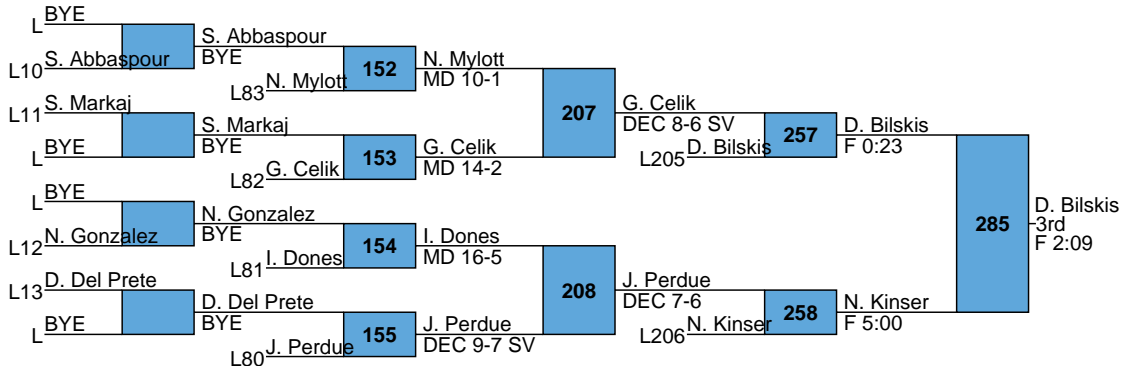 L BYE
L10 S. Abbaspour
S. Abbaspour
BYE
L83 N. Mylott
152
N. Mylott
MD 10-1
L11 S. Markaj
L BYE
S. Markaj
BYE
L82 G. Celik
153
G. Celik
MD 14-2
207
G. Celik
DEC 8-6 SV
L205 D. Bilskis
257
D. Bilskis
F 0:23
L BYE
L12 N. Gonzalez
N. Gonzalez
BYE
L81 I. Dones
154
I. Dones
MD 16-5
L13 D. Del Prete
L BYE
D. Del Prete
BYE
L80 J. Perdue
155
J. Perdue
DEC 9-7 SV
208
J. Perdue
DEC 7-6
L206 N. Kinser
258
N. Kinser
F 5:00
285
D. Bilskis
3rd
F 2:09